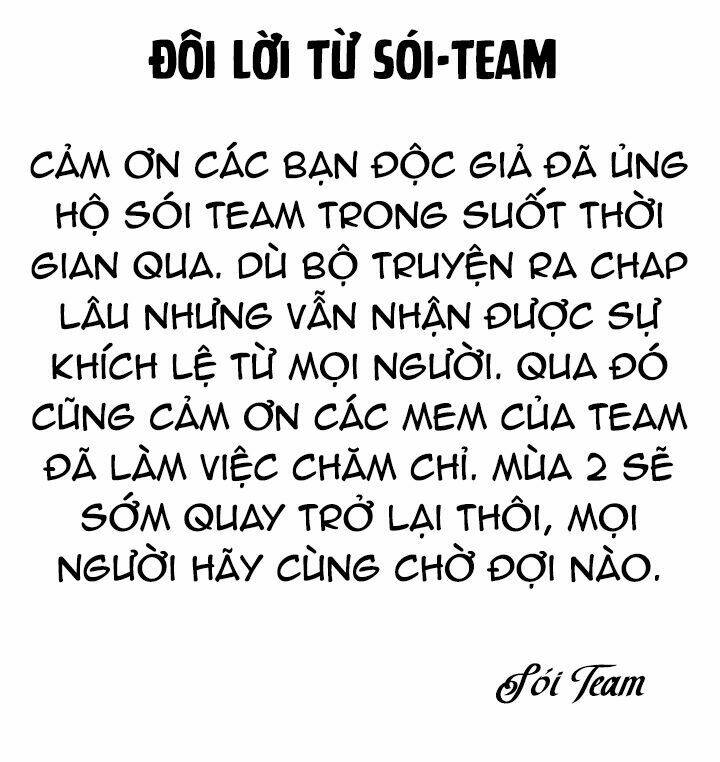 ĐÔI LỜI TỪ SÓI-TEAM
CẢM ƠN CÁC BẠN ĐỘC GIẢ ĐÃ ỦNG
HỘ SÓI TEAM TRONG SUỐT THỜI
GIAN QUA. DÙ BỘ TRUYỆN RA CHAP
LÂU NHƯNG VẪN NHẬN ĐƯỢC SỰ
KHÍCH LỆ TỪ MỌI NGƯỜI. QUA ĐÓ
CŨNG CẢM ƠN CÁC MEM CỦA TEAM
ĐÃ LÀM VIỆC CHĂM CHỈ. MÙA 2 SẼ
SỚM QUAY TRỞ LẠI THÔI, MỌI
NGƯỜI HÃY CÙNG CHỜ ĐỢI NÀO.
Sói Team